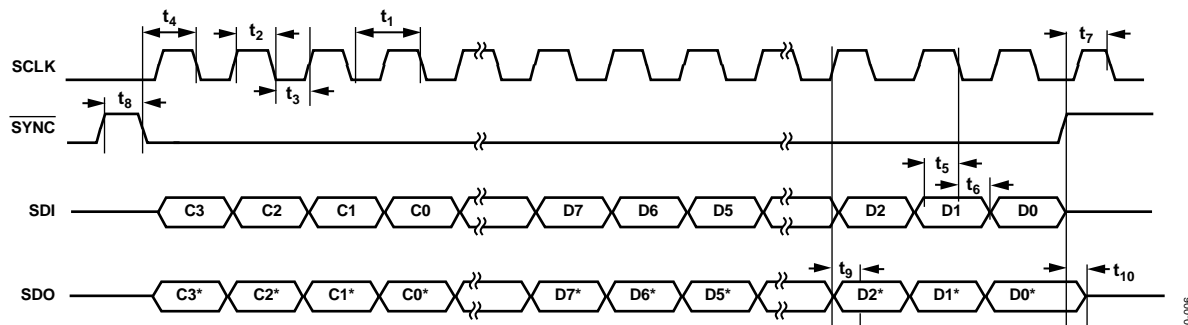 t4 t2 t1 t7
SCLK
t3
t8
SYNC
t5
t6
SDI C3 C2 C1 C0 D7 D6 D5 D2 D1 D0
t9 t10
SDO C3* C2* C1* C0* D7* D6* D5* D2* D1* D0*